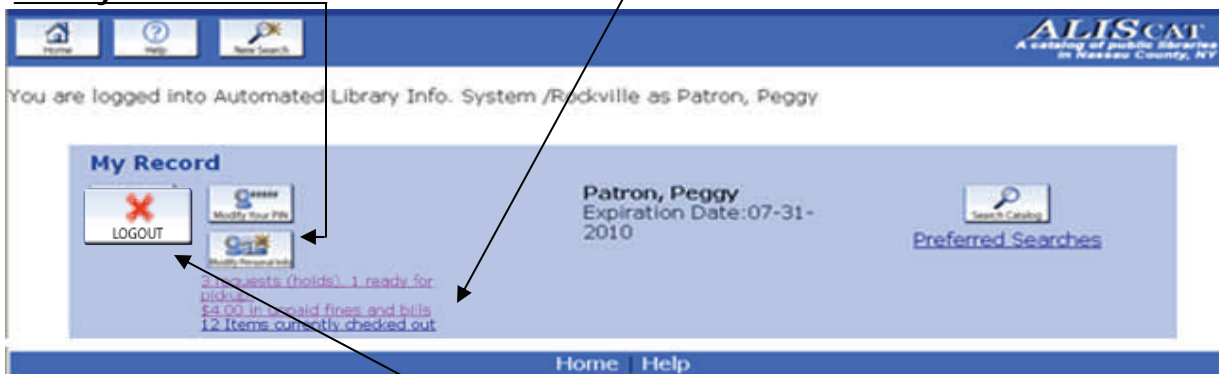 Home
Help
New Search
ALISCAT
A catalog of public libraries
in Nassau County, NY
You are logged into Automated Library Info. System /Rockville as Patron, Peggy
My Record
LOGOUT
Modify Your PIN
Modify Personal Info
3 requests (holds). 1 ready for
pickup.
$4.00 in unpaid fines and bills
12 Items currently checked out
Patron, Peggy
Expiration Date:07-31-
2010
Search Catalog
Preferred Searches
Home | Help